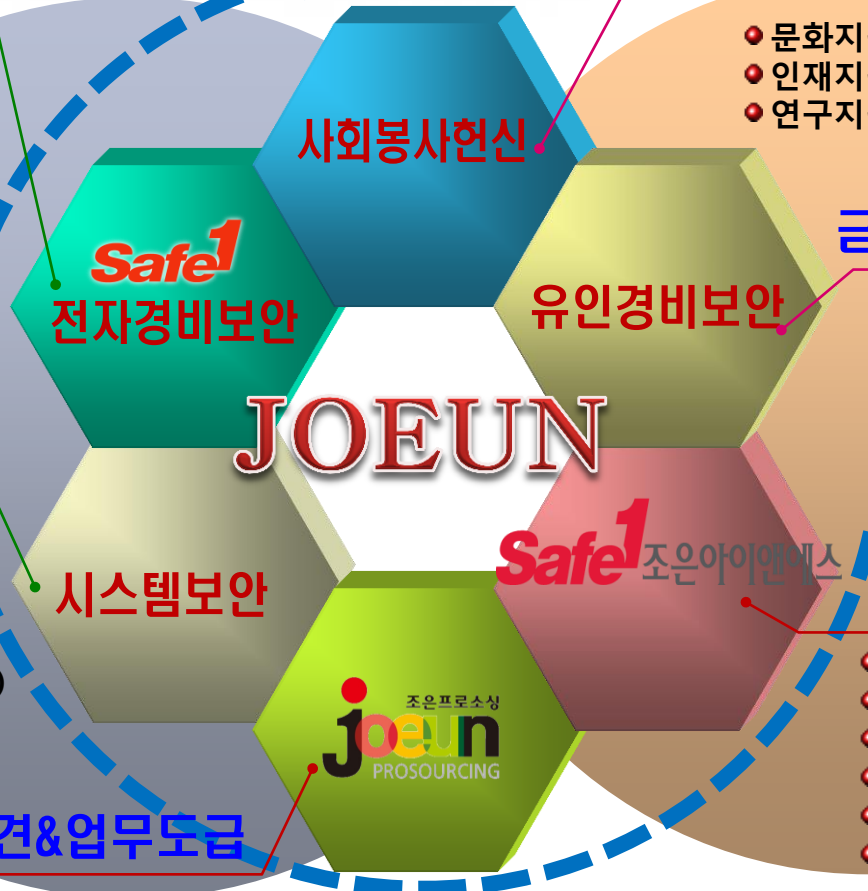 문화지
인재지
연구지
사회봉사헌신
Safe1
전자경비보안
유인경비보안
JOEUN
Safe1 조은아이앤에스
시스템보안
조은프로소싱
joeun
PROSOURCING
견&업무도급